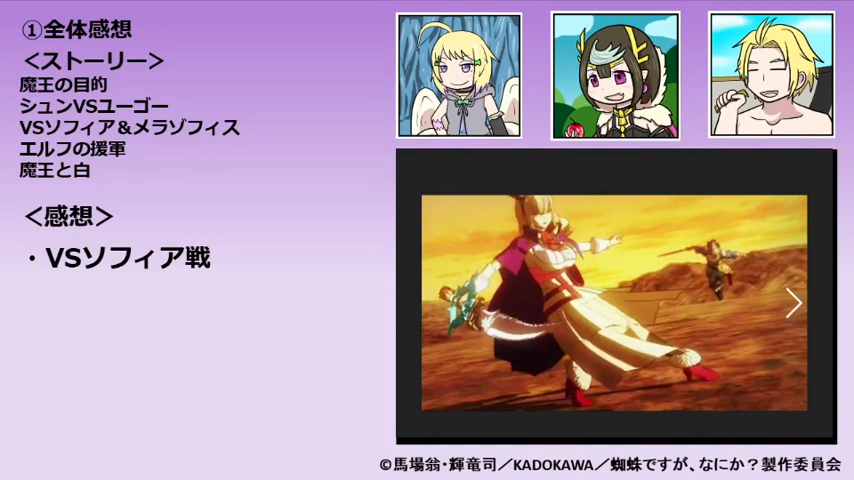 ①全体感想
＜ストーリー＞
魔王の目的
シュンVSユーゴー
VSソフィア＆メラゾフィス
エルフの援軍
魔王と白
＜感想＞
・VSソフィア戦
©馬場翁・輝竜司／KADOKAWA／蜘蛛ですが、なにか？製作委員会